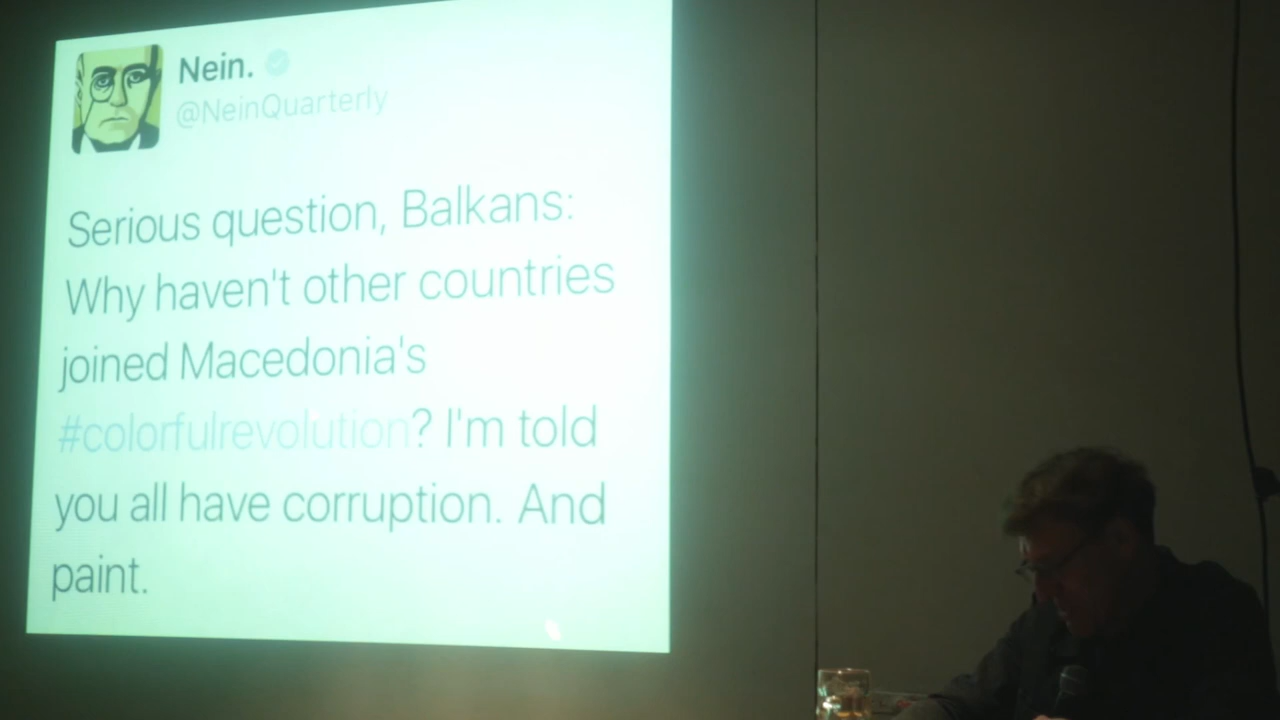 Nein.
@NeinQuarterly
Serious question, Balkans:
Why haven't other countries
joined Macedonia's
#colorfulrevolution? I'm told
you all have corruption. And
paint.